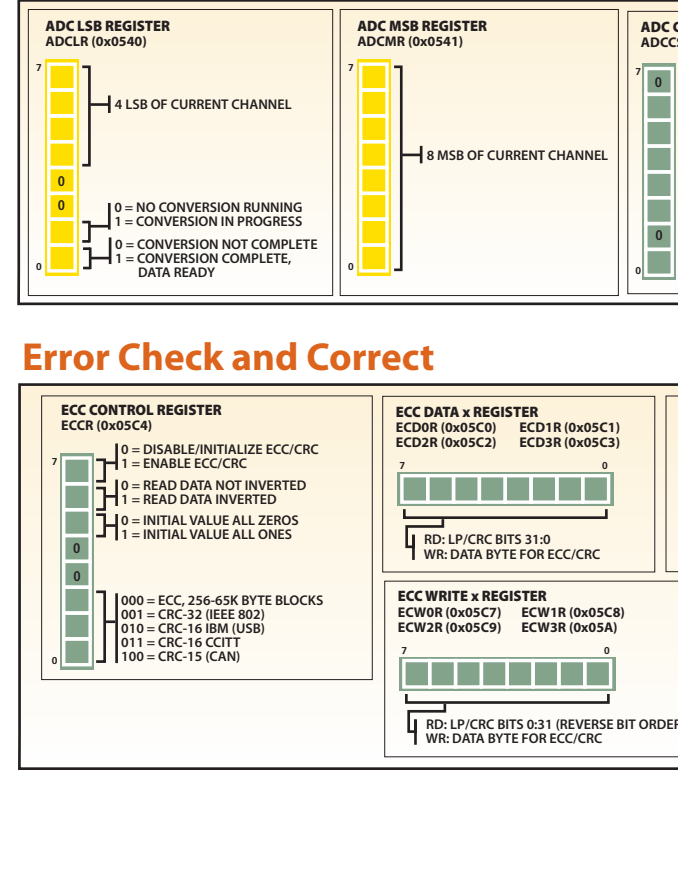 ADC LSB REGISTER
ADCLR (0x0540)
7
4 LSB OF CURRENT CHANNEL
0
0
0 = NO CONVERSION RUNNING
1 = CONVERSION IN PROGRESS
0 = CONVERSION NOT COMPLETE
1 = CONVERSION COMPLETE,
DATA READY
0
ADC MSB REGISTER
ADCMR (0x0541)
7
8 MSB OF CURRENT CHANNEL
0
ADC C
ADCCS
7
0
0
0
Error Check and Correct
ECC CONTROL REGISTER
ECCR (0x05C4)
7
0 = DISABLE/INITIALIZE ECC/CRC
1 = ENABLE ECC/CRC
0 = READ DATA NOT INVERTED
1 = READ DATA INVERTED
0 = INITIAL VALUE ALL ZEROS
1 = INITIAL VALUE ALL ONES
0
0
000 = ECC, 256-65K BYTE BLOCKS
001 = CRC-32 (IEEE 802)
010 = CRC-16 IBM (USB)
011 = CRC-16 CCITT
100 = CRC-15 (CAN)
0
ECC DATA x REGISTER
ECD0R (0x05C0) ECD1R (0x05C1)
ECD2R (0x05C2) ECD3R (0x05C3)
7 0
RD: LP/CRC BITS 31:0
WR: DATA BYTE FOR ECC/CRC
ECC WRITE x REGISTER
ECW0R (0x05C7) ECW1R (0x05C8)
ECW2R (0x05C9) ECW3R (0x05A)
7 0
RD: LP/CRC BITS 0:31 (REVERSE BIT ORDER
WR: DATA BYTE FOR ECC/CRC